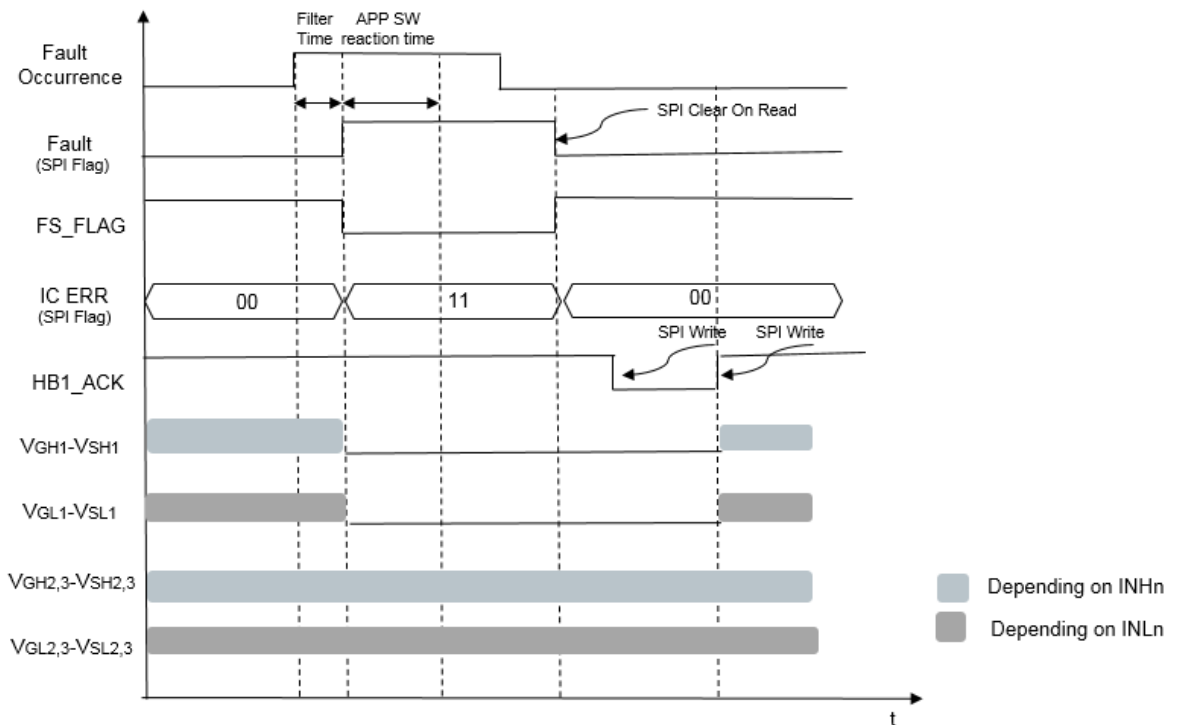 Filter APP SW
Time reaction time
Fault
Occurrence
SPI Clear On Read
Fault
(SPI Flag)
FS_FLAG
IC ERR
(SPI Flag)
00 11 00
SPI Write SPI Write
HB1_ACK
VGH1-VSH1
VGL1-VSL1
VGH2,3-VSH2,3
Depending on INHn
VGL2,3-VSL2,3
Depending on INLn
t